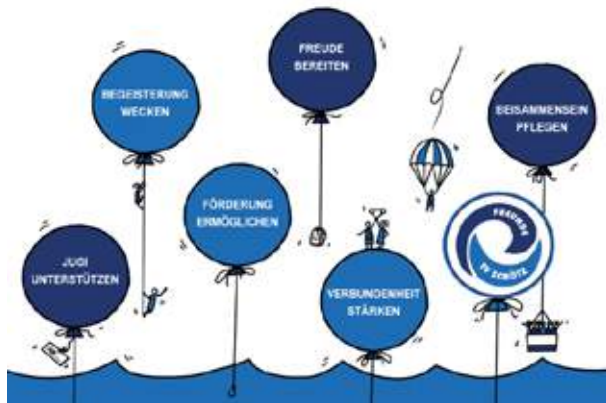 FREUDE
BEREITEN
BEGEISTERUNG
WECKEN
BEISAMMENSEIN
PFLEGEN
FÖRDERUNG
ERMÖGLICHEN
FREUNDE
TV SCHÖTZ
JUGI
UNTERSTÜTZEN
VERBUNDENHEIT
STÄRKEN